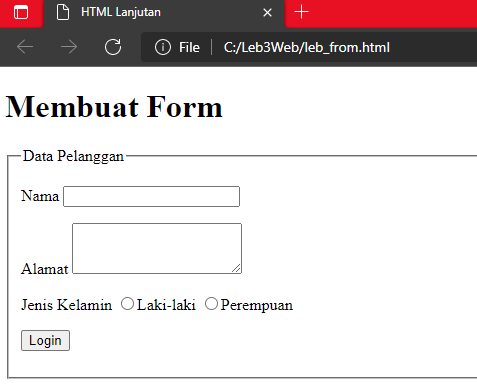 HTML Lanjutan
File | C:/Leb3Web/leb_from.html
Membuat Form
Data Pelanggan
Nama
Alamat
Jenis Kelamin Laki-laki Perempuan
Login